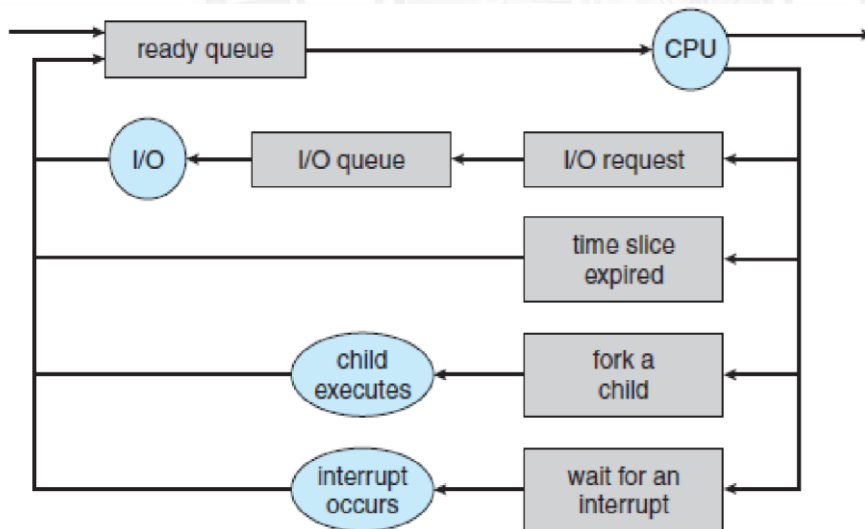 ready queue
CPU
I/O
I/O queue
I/O request
time slice
expired
child
executes
fork a
child
interrupt
occurs
wait for an
interrupt